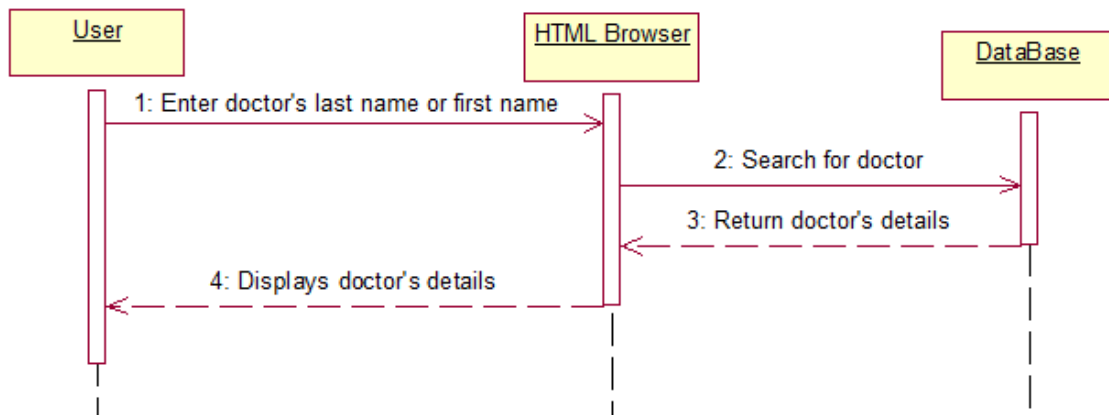 User
HTML Browser
DataBase
1: Enter doctor's last name or first name
2: Search for doctor
3: Return doctor's details
4: Displays doctor's details